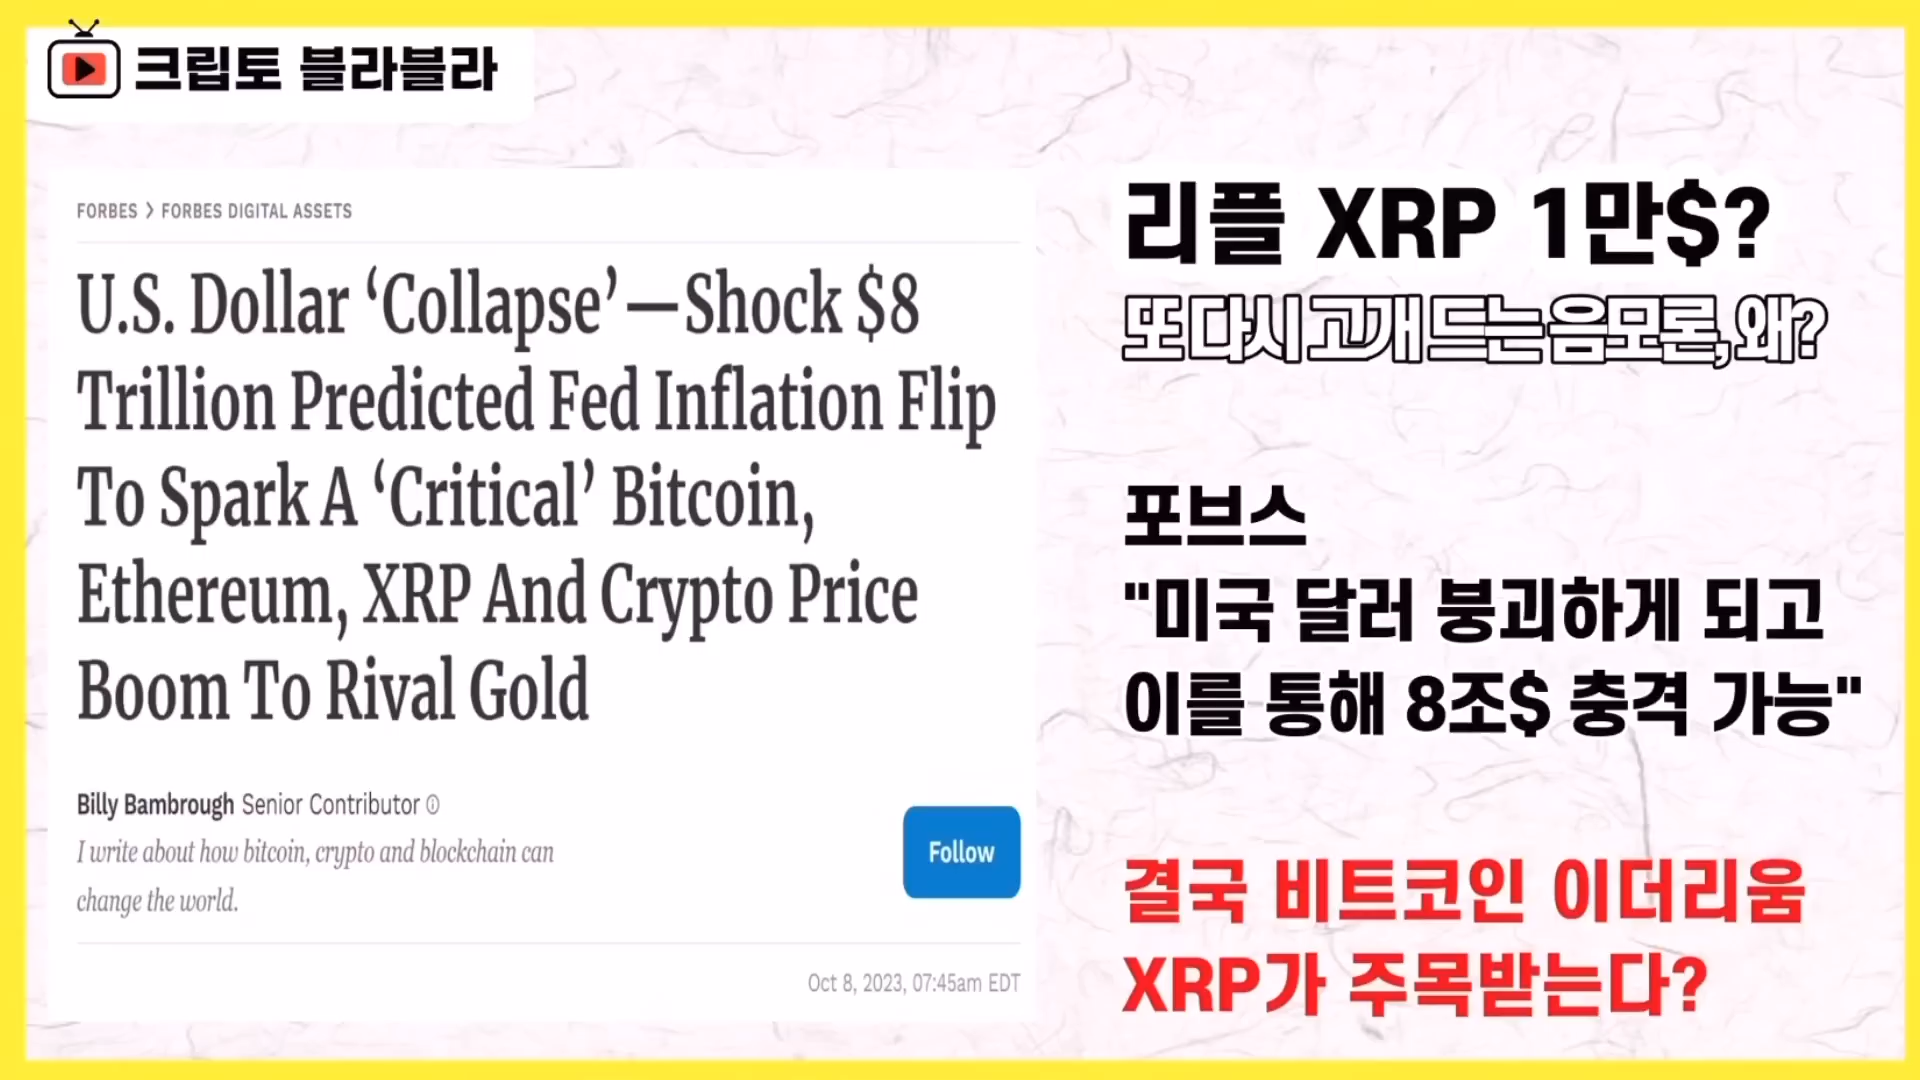 크립토 블라블라
FORBES > FORBES DIGITAL ASSETS
U.S. Dollar ‘Collapse’—Shock $8
Trillion Predicted Fed Inflation Flip
To Spark A ‘Critical’ Bitcoin,
Ethereum, XRP And Crypto Price
Boom To Rival Gold
Billy Bambrough Senior Contributor ⓘ
I write about how bitcoin, crypto and blockchain can
change the world.
Follow
Oct 8, 2023, 07:45am EDT
리플 XRP 1만$?
또 다시 고개 드는 음모론, 왜?
포브스
"미국 달러 붕괴하게 되고
이를 통해 8조$ 충격 가능"
결국 비트코인 이더리움
XRP가 주목받는다?